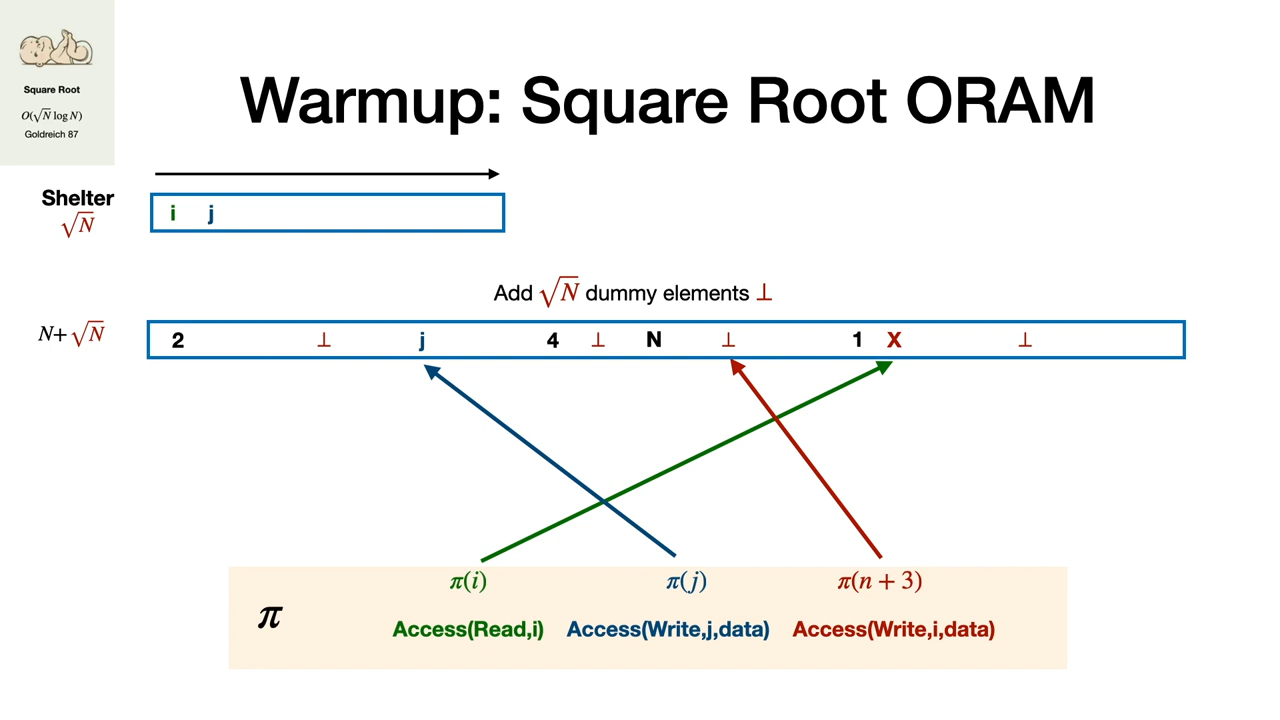 Square Root
O(√N log N)
Goldreich 87
Warmup: Square Root ORAM
Shelter
√N
i j
Add √N dummy elements ⊥
N+√N
2 ⊥ j 4 ⊥ N ⊥ 1 X ⊥
π(i) π(j) π(n + 3)
π
Access(Read,i) Access(Write,j,data) Access(Write,i,data)